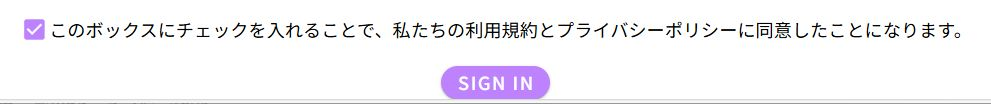 このボックスにチェックを入れることで、私たちの利用規約とプライバシーポリシーに同意したことになります。
SIGN IN